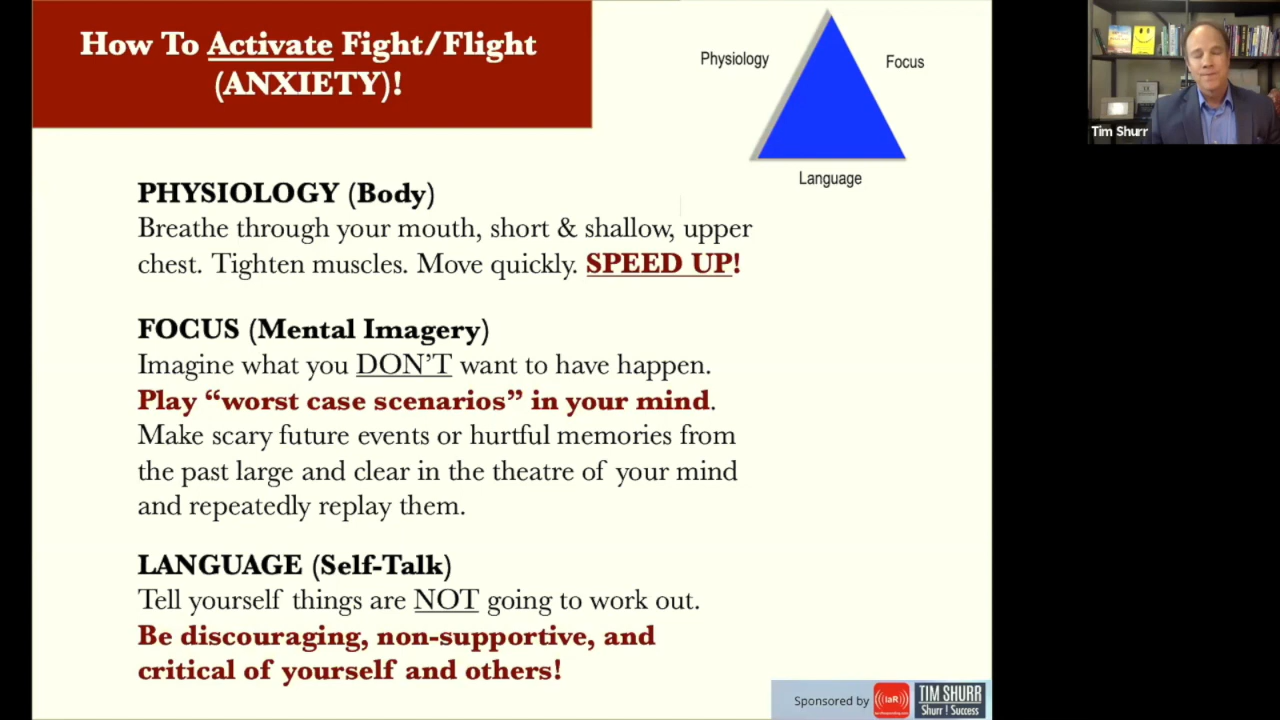 How To Activate Fight/Flight
(ANXIETY)!
Physiology
Focus
Language
Tim Shurr
PHYSIOLOGY (Body)
Breathe through your mouth, short & shallow, upper
chest. Tighten muscles. Move quickly. SPEED UP!
FOCUS (Mental Imagery)
Imagine what you DON’T want to have happen.
Play “worst case scenarios” in your mind.
Make scary future events or hurtful memories from
the past large and clear in the theatre of your mind
and repeatedly replay them.
LANGUAGE (Self-Talk)
Tell yourself things are NOT going to work out.
Be discouraging, non-supportive, and
critical of yourself and others!
Sponsored by
IaR
TIM SHURR
Shurr ! Success